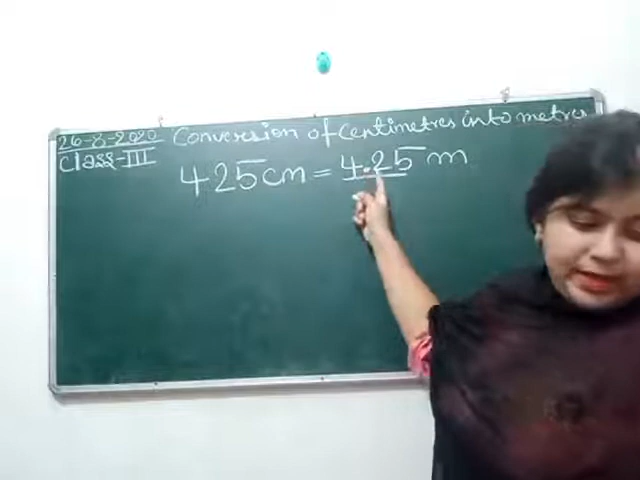 26-8-2020 Conversion of Centimetres into metres
Class-III
425cm = 4.25 m